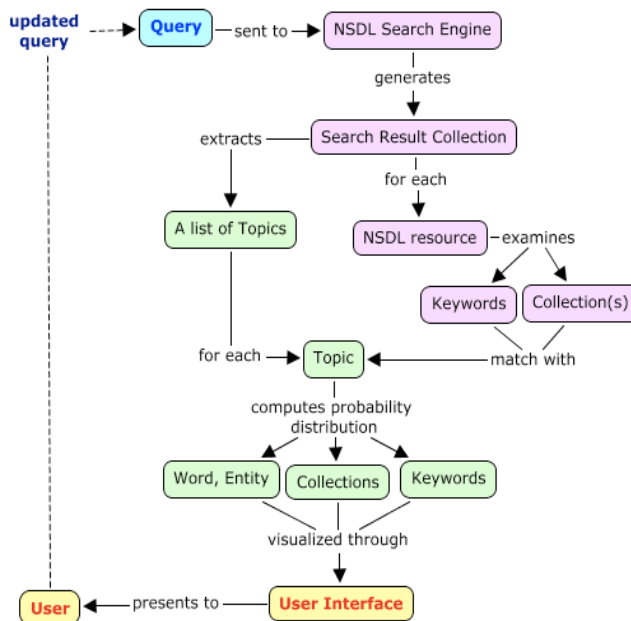 updated
query
Query
sent to
NSDL Search Engine
generates
extracts
Search Result Collection
for each
A list of Topics
NSDL resource
examines
Keywords
Collection(s)
for each
Topic
match with
computes probability
distribution
Word, Entity
Collections
Keywords
visualized through
User
presents to
User Interface